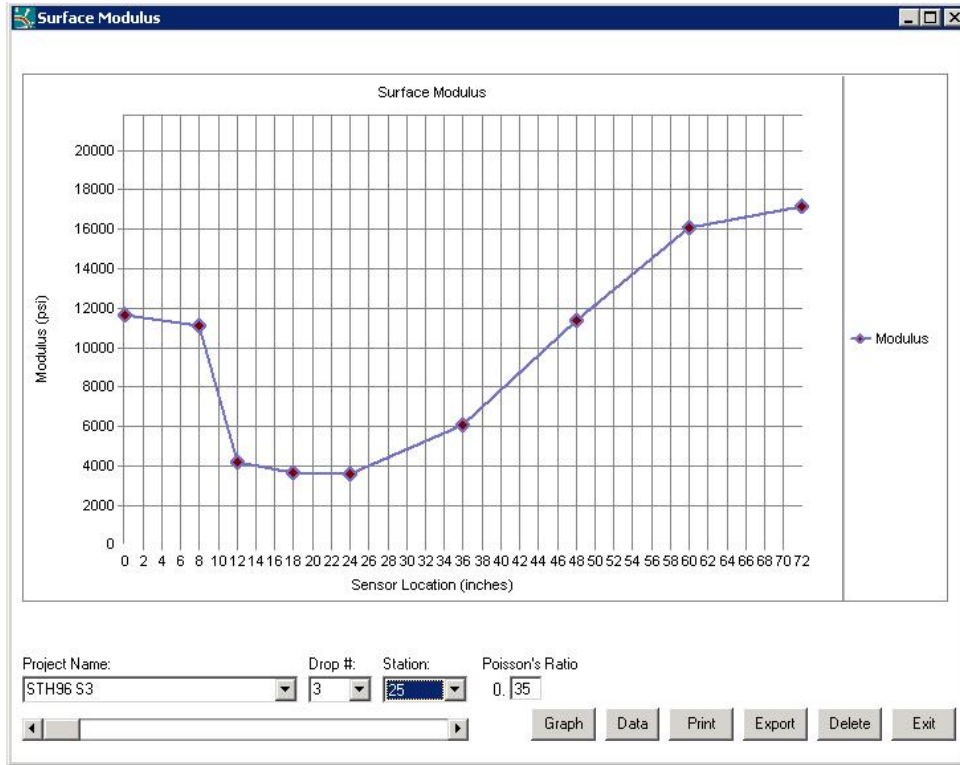 Surface Modulus
Surface Modulus
20000
18000
16000
14000
12000
10000
8000
6000
4000
2000
0
Modulus (psi)
0 2 4 6 8 10 12 14 16 18 20 22 24 26 28 30 32 34 36 38 40 42 44 46 48 50 52 54 56 58 60 62 64 66 68 70 72
Sensor Location (inches)
Modulus
Project Name: Drop #: Station: Poisson's Ratio
STH96 S3 3 25 0. 35
Graph Data Print Export Delete Exit